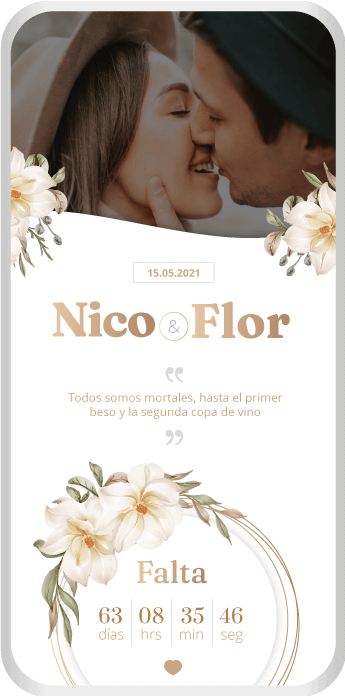 15.05.2021
Nico & Flor
“
Todos somos mortales, hasta el primer
beso y la segunda copa de vino
”
Falta
63 08 35 46
días hrs min seg